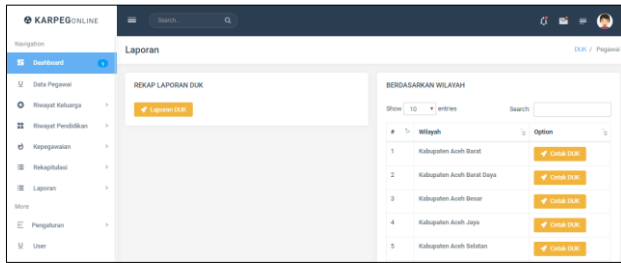 KARPEGONLINE
Search..
Navigation
Dashboard
Data Pegawai
Riwayat Keluarga
Riwayat Pendidikan
Kepegawaian
Rekapitulasi
Laporan
More
Pengaturan
User
Laporan
DUK / Pegawai
REKAP LAPORAN DUK
Laporan DUK
BERDASARKAN WILAYAH
Show 10 entries Search:
# Wilayah Option
1 Kabupaten Aceh Barat Cetak DUK
2 Kabupaten Aceh Barat Daya Cetak DUK
3 Kabupaten Aceh Besar Cetak DUK
4 Kabupaten Aceh Jaya Cetak DUK
5 Kabupaten Aceh Selatan Cetak DUK